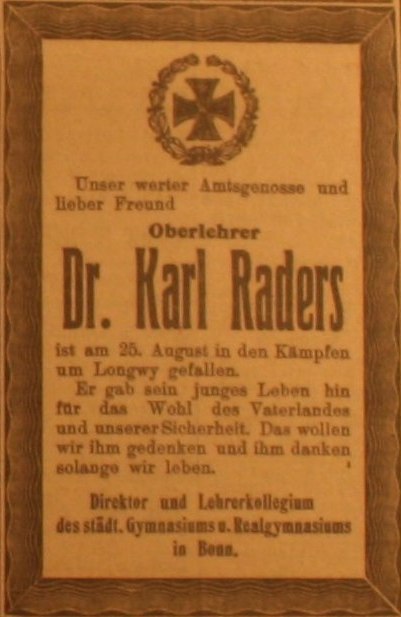 Unser werter Amtsgenosse und
lieber Freund
Oberlehrer
Dr. Karl Raders
ist am 25. August in den Kämpfen
um Longwy gefallen.
Er gab sein junges Leben hin
für das Wohl des Vaterlandes
und unserer Sicherheit. Das wollen
wir ihm gedenken und ihm danken
solange wir leben.
Direktor und Lehrerkollegium
des städt. Gymnasiums u. Realgymnasiums
in Bonn.